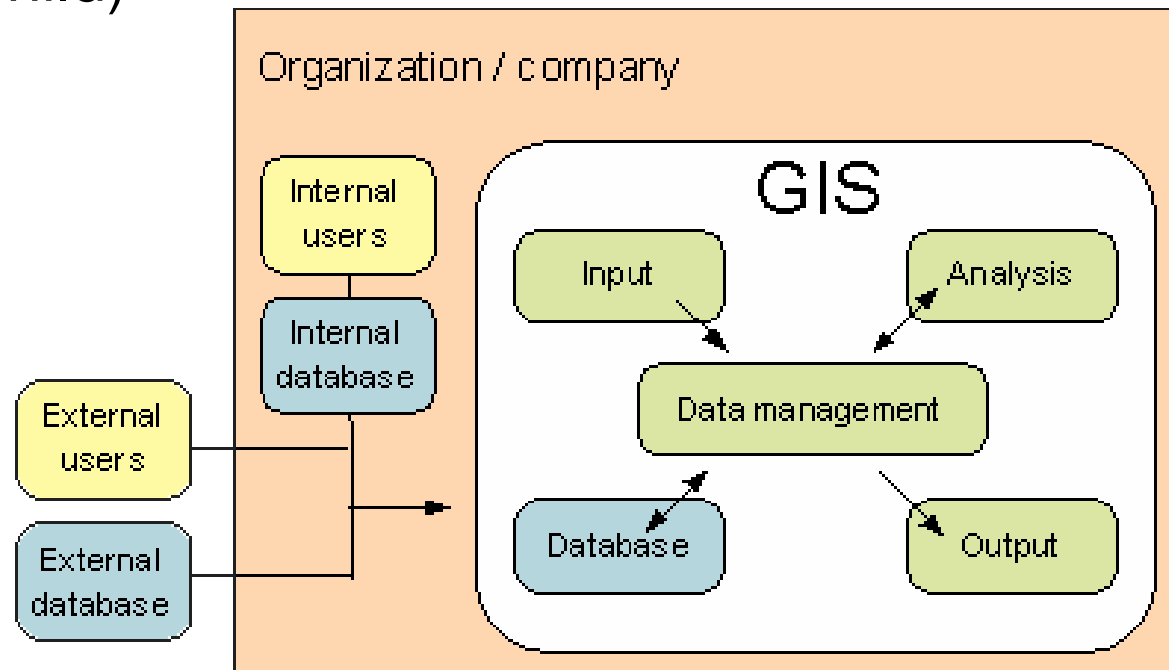 Organization / company
Internal
users
Internal
database
External
users
External
database
GIS
Input
Analysis
Data management
Database
Output